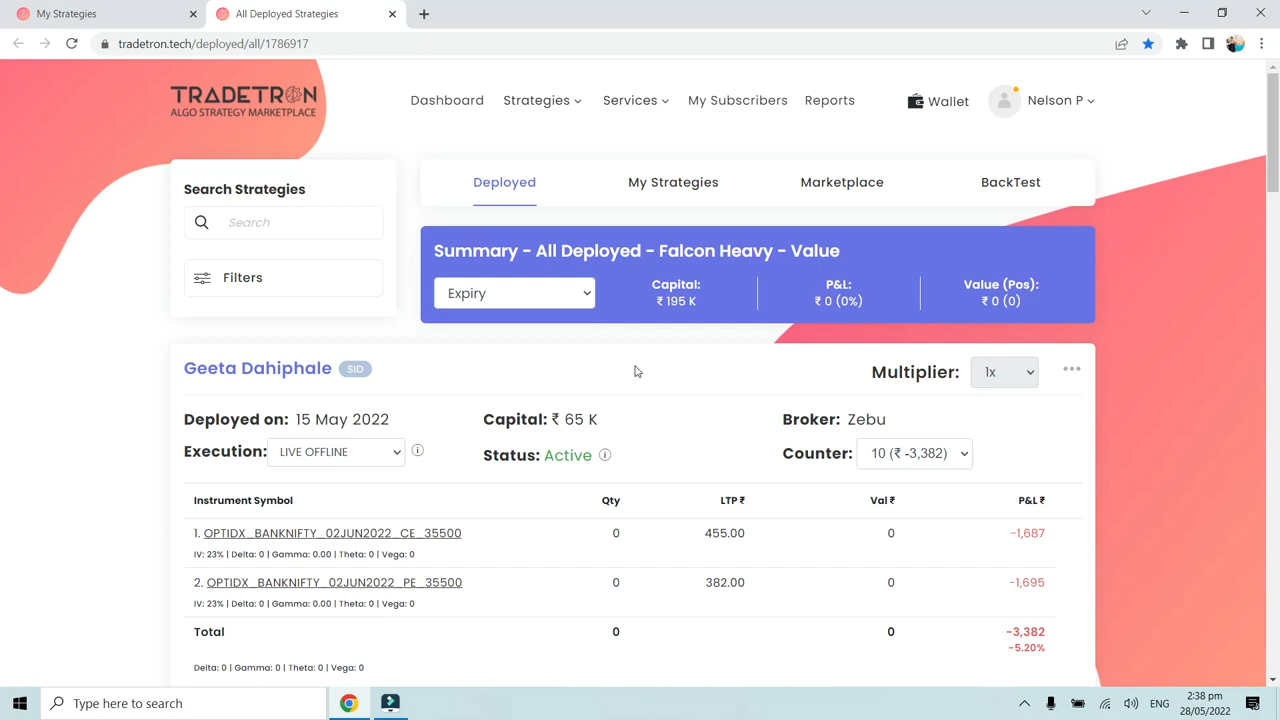 My Strategies
All Deployed Strategies
tradetron.tech/deployed/all/1786917
TRADETRON
ALGO STRATEGY MARKETPLACE
Dashboard Strategies Services My Subscribers Reports Wallet Nelson P
Search Strategies
Search
Filters
Deployed My Strategies Marketplace BackTest
Summary - All Deployed - Falcon Heavy - Value
Expiry
Capital:
₹ 195 K
P&L:
₹ 0 (0%)
Value (Pos):
₹ 0 (0)
Geeta Dahiphale SID
Multiplier: 1x
Deployed on: 15 May 2022 Capital: ₹ 65 K Broker: Zebu
Execution: LIVE OFFLINE Status: Active Counter: 10 (₹ -3,382)
Instrument Symbol Qty LTP ₹ Val ₹ P&L ₹
1. OPTIDX_BANKNIFTY_02JUN2022_CE_35500 0 455.00 0 -1,687
IV: 23% | Delta: 0 | Gamma: 0.00 | Theta: 0 | Vega: 0
2. OPTIDX_BANKNIFTY_02JUN2022_PE_35500 0 382.00 0 -1,695
IV: 23% | Delta: 0 | Gamma: 0.00 | Theta: 0 | Vega: 0
Total 0 0 -3,382
-5.20%
Delta: 0 | Gamma: 0 | Theta: 0 | Vega: 0
Type here to search
ENG
2:38 pm
28/05/2022